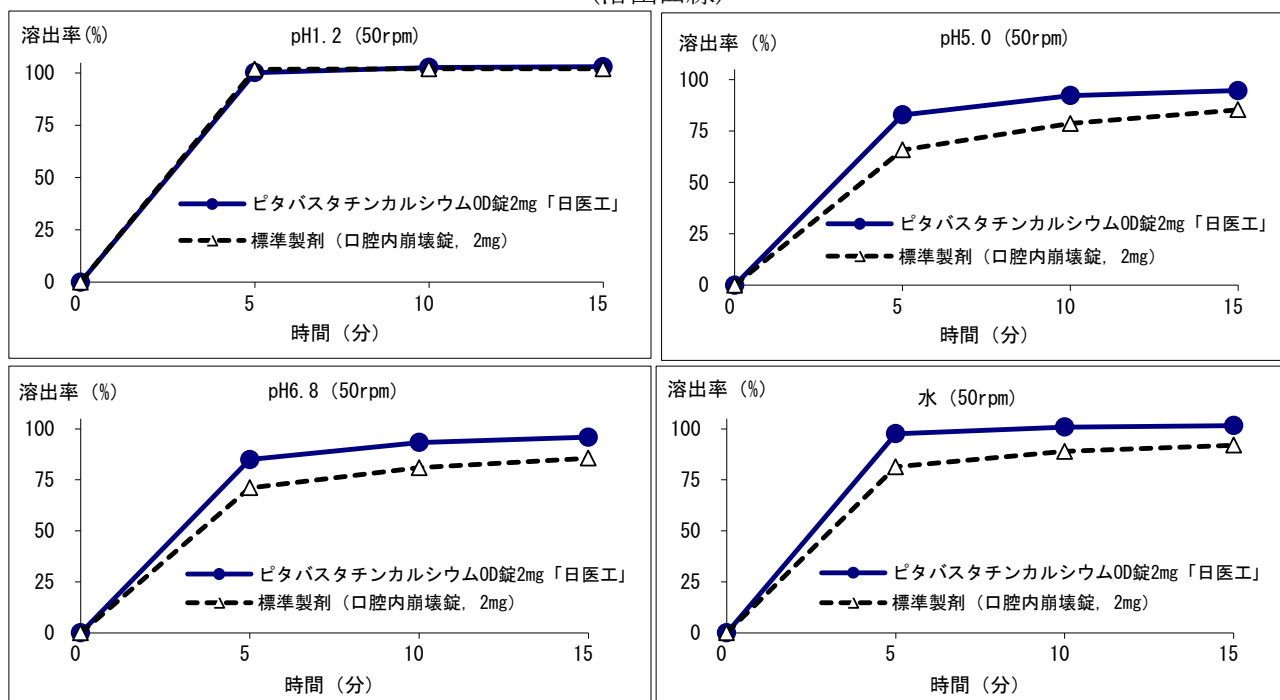 溶出率(%)
pH1.2 (50rpm)
100
75
50
25
0
ピタバスタチンカルシウムOD錠2mg「日医工」
標準製剤（口腔内崩壊錠, 2mg）
0 5 10 15
時間（分）
溶出率 (%)
pH5.0 (50rpm)
100
75
50
25
0
ピタバスタチンカルシウムOD錠2mg「日医工」
標準製剤（口腔内崩壊錠, 2mg）
0 5 10 15
時間（分）
溶出率 (%)
pH6.8 (50rpm)
100
75
50
25
0
ピタバスタチンカルシウムOD錠2mg「日医工」
標準製剤（口腔内崩壊錠, 2mg）
0 5 10 15
時間（分）
溶出率 (%)
水 (50rpm)
100
75
50
25
0
ピタバスタチンカルシウムOD錠2mg「日医工」
標準製剤（口腔内崩壊錠, 2mg）
0 5 10 15
時間（分）